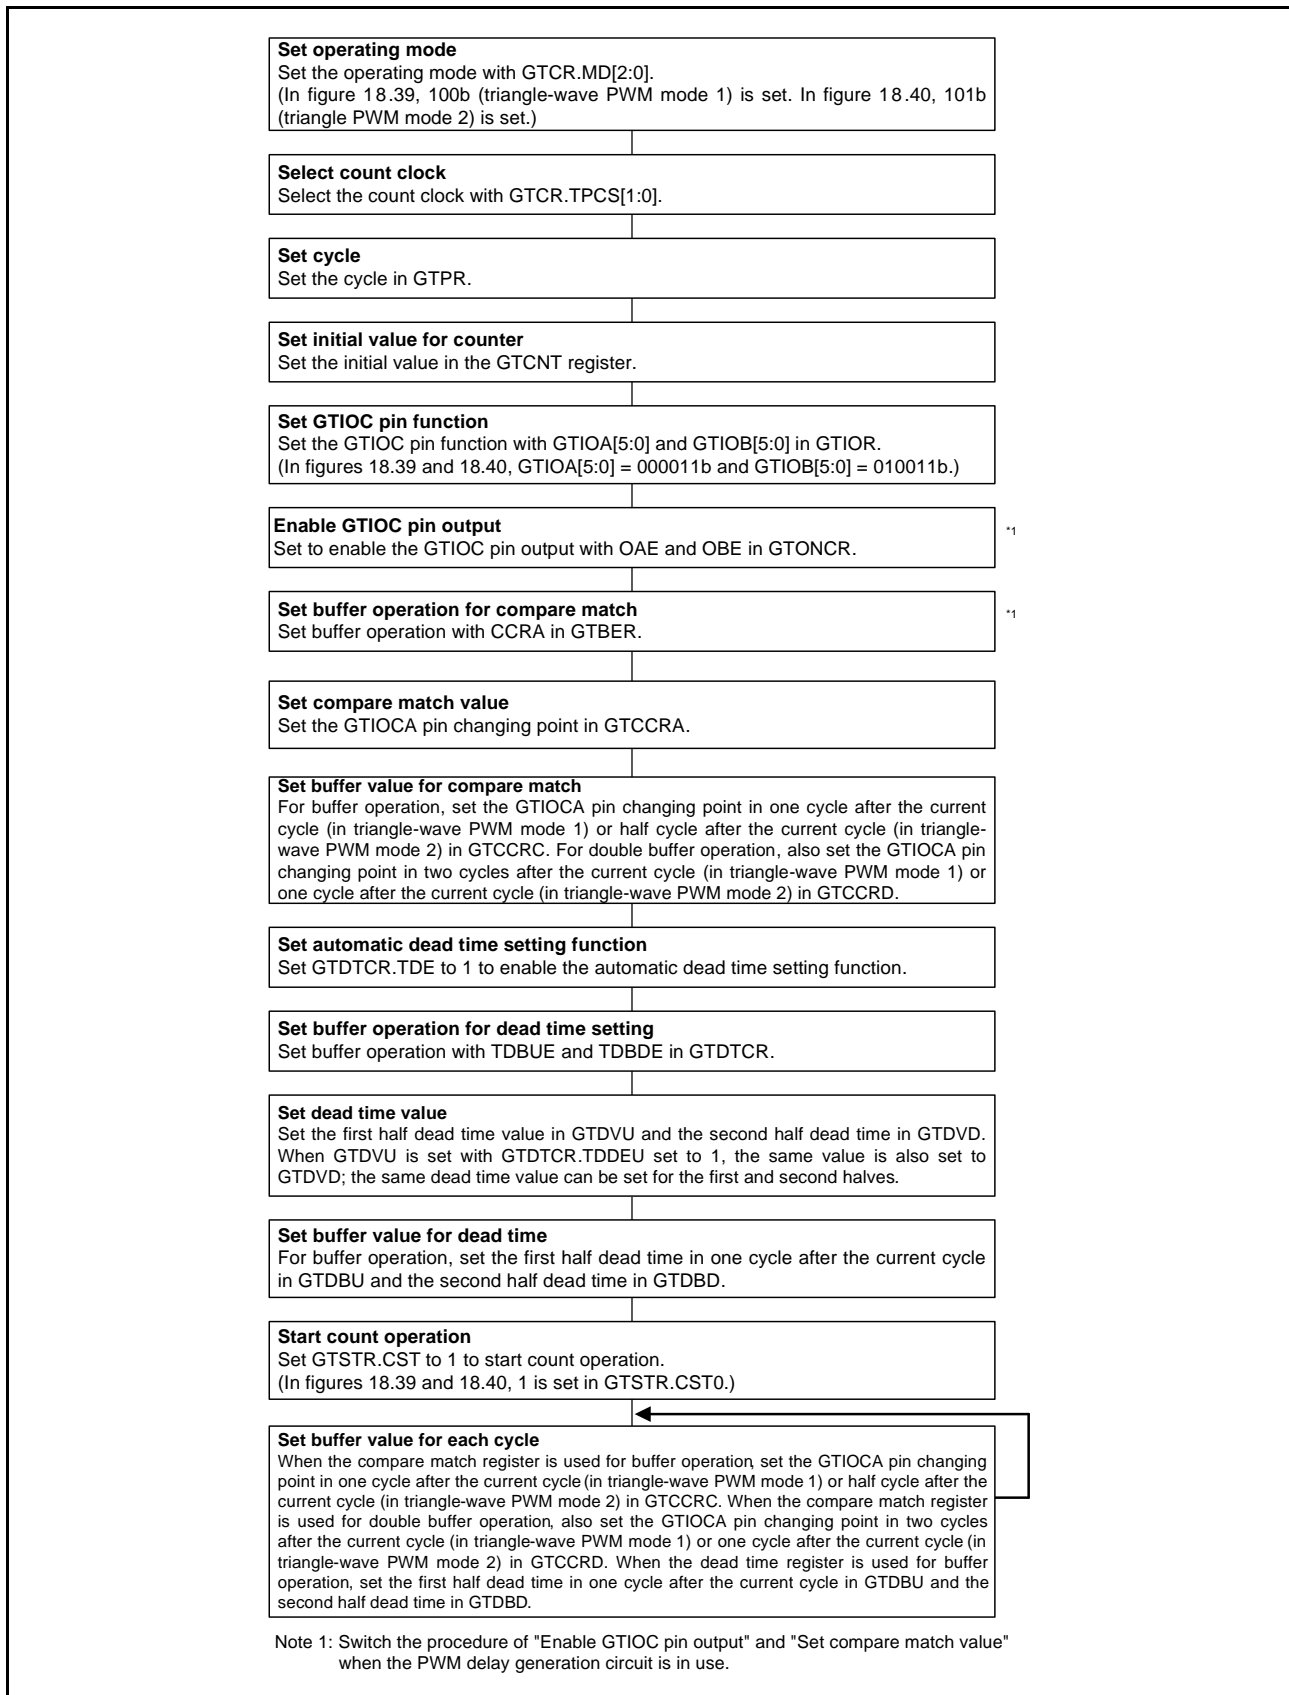 Set operating mode
Set the operating mode with GTCR.MD[2:0].
(In figure 18.39, 100b (triangle-wave PWM mode 1) is set. In figure 18.40, 101b
(triangle PWM mode 2) is set.)
Select count clock
Select the count clock with GTCR.TPCS[1:0].
Set cycle
Set the cycle in GTPR.
Set initial value for counter
Set the initial value in the GTCNT register.
Set GTIOC pin function
Set the GTIOC pin function with GTIOA[5:0] and GTIOB[5:0] in GTIOR.
(In figures 18.39 and 18.40, GTIOA[5:0] = 000011b and GTIOB[5:0] = 010011b.)
Enable GTIOC pin output
*1
Set to enable the GTIOC pin output with OAE and OBE in GTONCR.
Set buffer operation for compare match
*1
Set buffer operation with CCRA in GTBER.
Set compare match value
Set the GTIOCA pin changing point in GTCCRA.
Set buffer value for compare match
For buffer operation, set the GTIOCA pin changing point in one cycle after the current
cycle (in triangle-wave PWM mode 1) or half cycle after the current cycle (in triangle-
wave PWM mode 2) in GTCCRC. For double buffer operation, also set the GTIOCA pin
changing point in two cycles after the current cycle (in triangle-wave PWM mode 1) or
one cycle after the current cycle (in triangle-wave PWM mode 2) in GTCCRD.
Set automatic dead time setting function
Set GTDTCR.TDE to 1 to enable the automatic dead time setting function.
Set buffer operation for dead time setting
Set buffer operation with TDBUE and TDBDE in GTDTCR.
Set dead time value
Set the first half dead time value in GTDVU and the second half dead time in GTDVD.
When GTDVU is set with GTDTCR.TDDEU set to 1, the same value is also set to
GTDVD; the same dead time value can be set for the first and second halves.
Set buffer value for dead time
For buffer operation, set the first half dead time in one cycle after the current cycle
in GTDBU and the second half dead time in GTDBD.
Start count operation
Set GTSTR.CST to 1 to start count operation.
(In figures 18.39 and 18.40, 1 is set in GTSTR.CST0.)
Set buffer value for each cycle
When the compare match register is used for buffer operation, set the GTIOCA pin changing
point in one cycle after the current cycle (in triangle-wave PWM mode 1) or half cycle after the
current cycle (in triangle-wave PWM mode 2) in GTCCRC. When the compare match register
is used for double buffer operation, also set the GTIOCA pin changing point in two cycles
after the current cycle (in triangle-wave PWM mode 1) or one cycle after the current cycle (in
triangle-wave PWM mode 2) in GTCCRD. When the dead time register is used for buffer
operation, set the first half dead time in one cycle after the current cycle in GTDBU and the
second half dead time in GTDBD.
Note 1: Switch the procedure of "Enable GTIOC pin output" and "Set compare match value"
when the PWM delay generation circuit is in use.